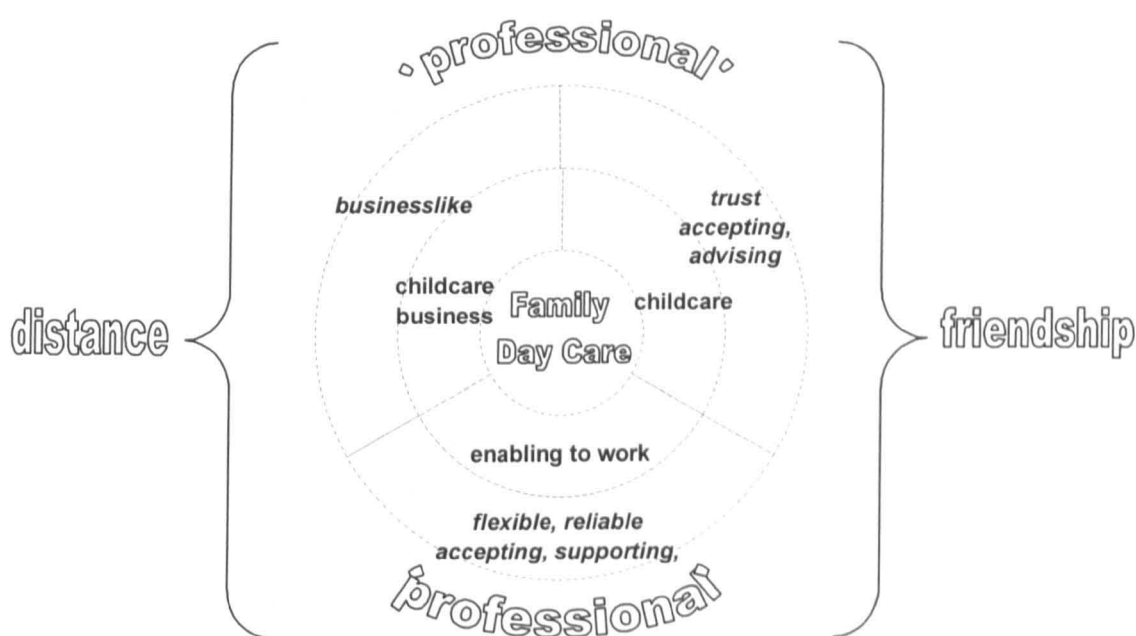 'professional'
businesslike
trust
accepting,
advising
childcare
business
Family
Day Care
childcare
distance
friendship
enabling to work
flexible, reliable
accepting, supporting,
'professional'